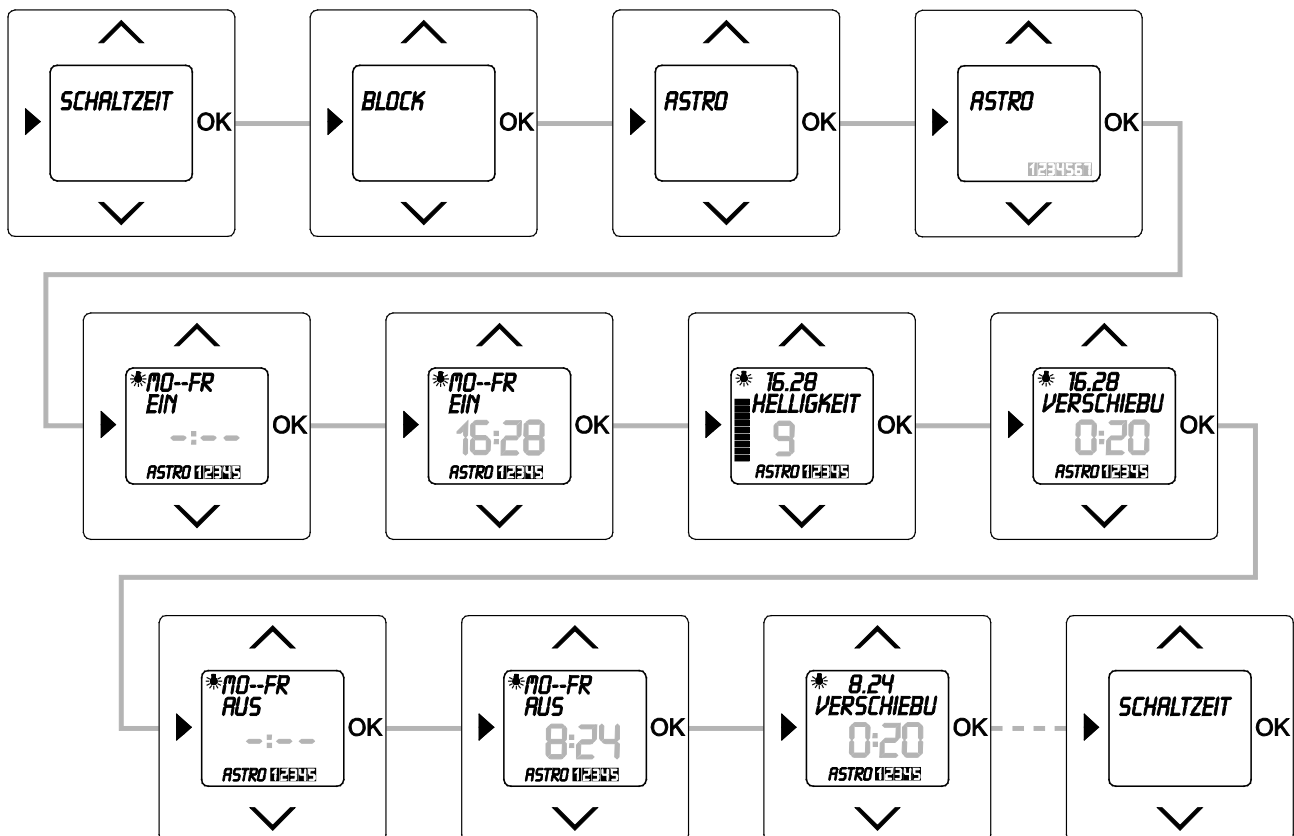 SCHALTZEIT
OK
BLOCK
OK
ASTRO
OK
ASTRO
1234567
OK
MO--FR
EIN
-:--
ASTRO 12345
OK
MO--FR
EIN
16:28
ASTRO 12345
OK
16.28
HELLIGKEIT
9
ASTRO 12345
OK
16.28
VERSCHIEBU
0:20
ASTRO 12345
OK
MO--FR
AUS
-:--
ASTRO 12345
OK
MO--FR
AUS
8:24
ASTRO 12345
OK
8.24
VERSCHIEBU
0:20
ASTRO 12345
OK
SCHALTZEIT
OK